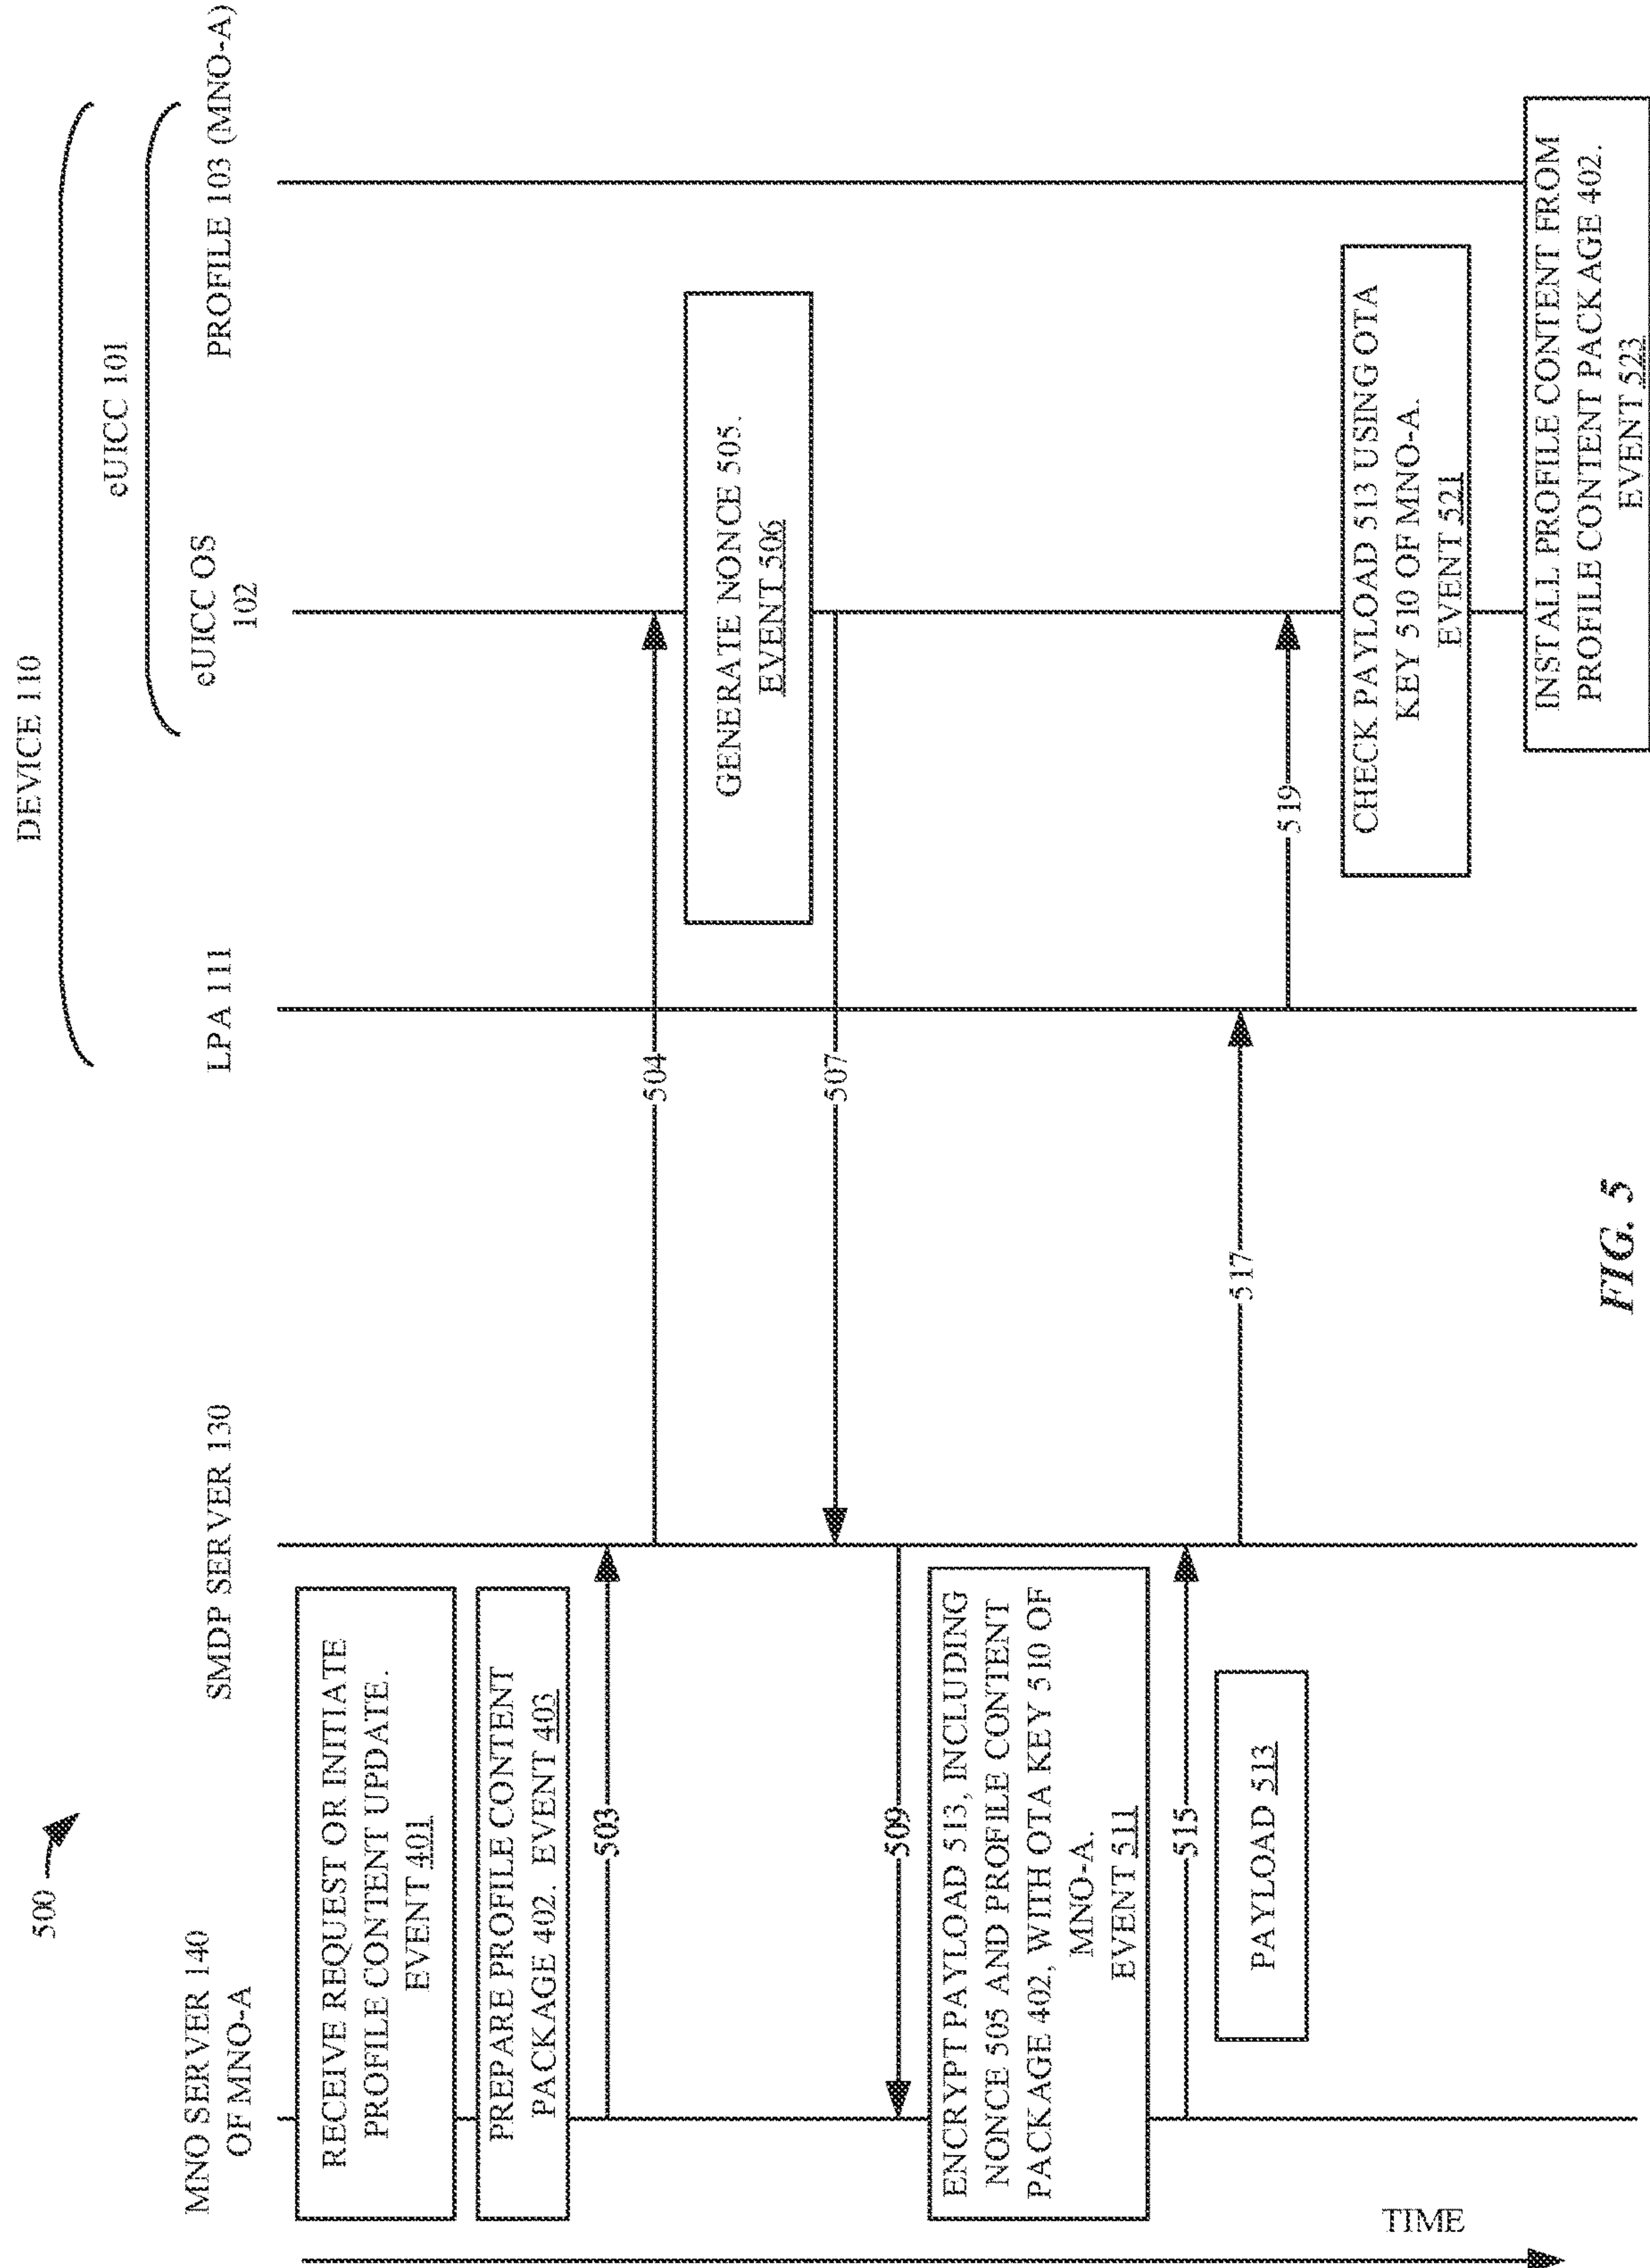 500
DEVICE 110
eUICC 101
MNO SERVER 140
OF MNO-A
SMDP SERVER 130
LPA 111
eUICC OS
102
PROFILE 103 (MNO-A)
RECEIVE REQUEST OR INITIATE
PROFILE CONTENT UPDATE.
EVENT 401
PREPARE PROFILE CONTENT
PACKAGE 402. EVENT 403
503
504
GENERATE NONCE 505.
EVENT 506
507
509
ENCRYPT PAYLOAD 513, INCLUDING
NONCE 505 AND PROFILE CONTENT
PACKAGE 402, WITH OTA KEY 510 OF
MNO-A.
EVENT 511
515
PAYLOAD 513
517
519
CHECK PAYLOAD 513 USING OTA
KEY 510 OF MNO-A.
EVENT 521
INSTALL PROFILE CONTENT FROM
PROFILE CONTENT PACKAGE 402.
EVENT 523
TIME
FIG. 5